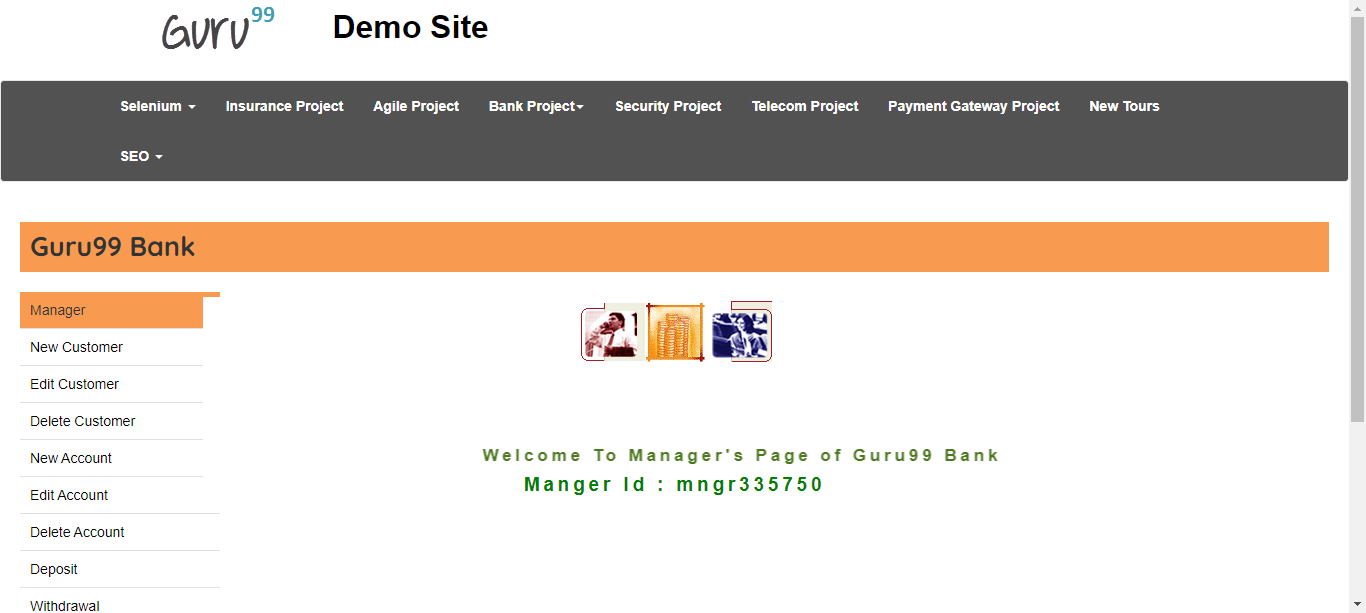 Guru99 Demo Site
Selenium Insurance Project Agile Project Bank Project Security Project Telecom Project Payment Gateway Project New Tours
SEO
Guru99 Bank
Manager
New Customer
Edit Customer
Delete Customer
New Account
Edit Account
Delete Account
Deposit
Withdrawal
Welcome To Manager's Page of Guru99 Bank
Manger Id : mngr335750